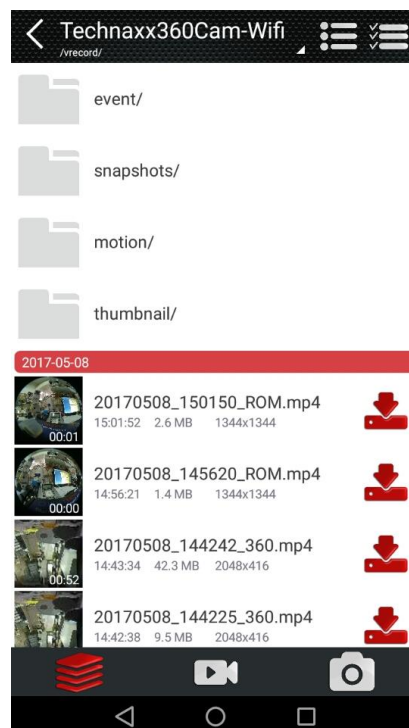 Technaxx360Cam-Wifi
/vrecord/
event/
snapshots/
motion/
thumbnail/
2017-05-08
20170508_150150_ROM.mp4
15:01:52 2.6 MB 1344x1344
00:01
20170508_145620_ROM.mp4
14:56:21 1.4 MB 1344x1344
00:00
20170508_144242_360.mp4
14:43:34 42.3 MB 2048x416
00:52
20170508_144225_360.mp4
14:42:38 9.5 MB 2048x416